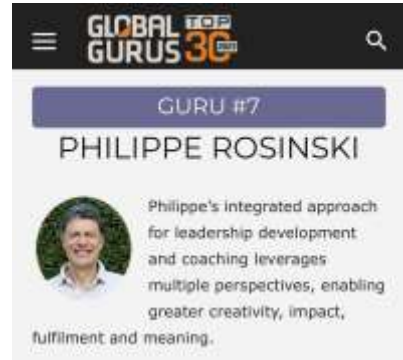 GLOBAL TOP
GURUS 30
GURU #7
PHILIPPE ROSINSKI
Philippe's integrated approach
for leadership development
and coaching leverages
multiple perspectives, enabling
greater creativity, impact,
fulfilment and meaning.